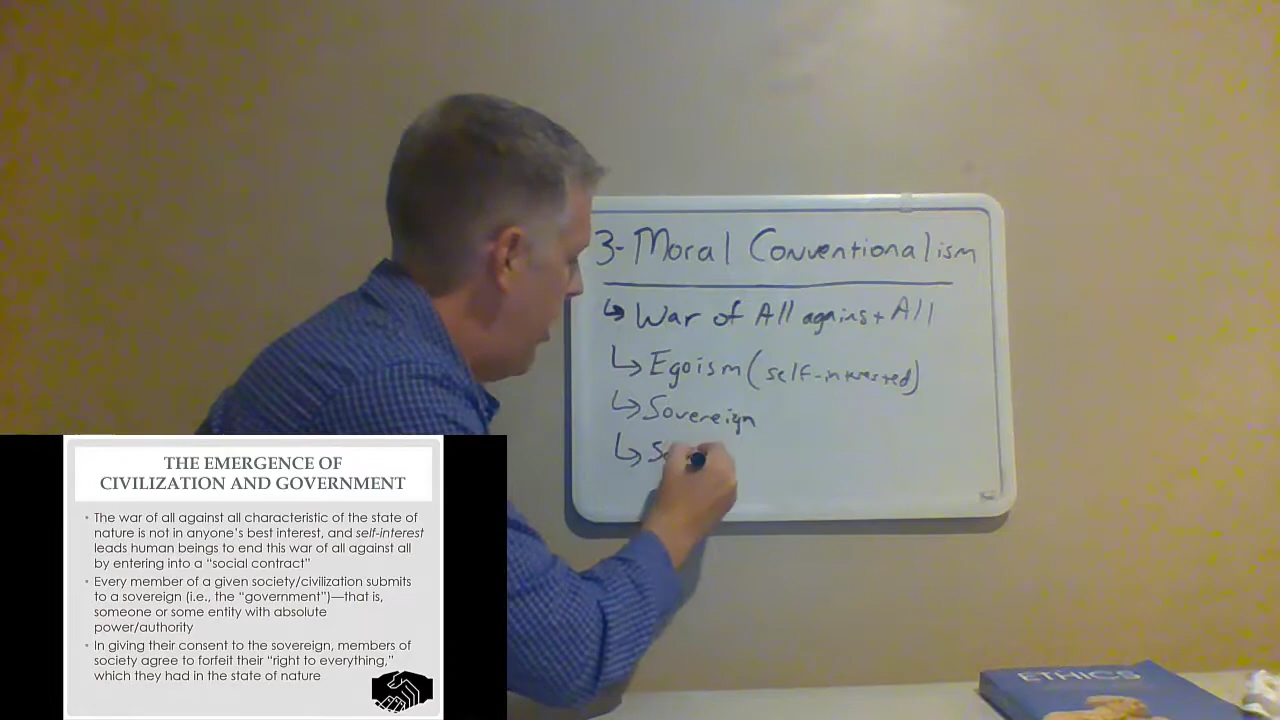 3- Moral Conventionalism
↳ War of All against All
↳ Egoism (self-interested)
↳ Sovereign
↳ S
THE EMERGENCE OF
CIVILIZATION AND GOVERNMENT
• The war of all against all characteristic of the state of
nature is not in anyone's best interest, and self-interest
leads human beings to end this war of all against all
by entering into a "social contract"
• Every member of a given society/civilization submits
to a sovereign (i.e., the "government")—that is,
someone or some entity with absolute
power/authority
• In giving their consent to the sovereign, members of
society agree to forfeit their "right to everything,"
which they had in the state of nature
ETHICS